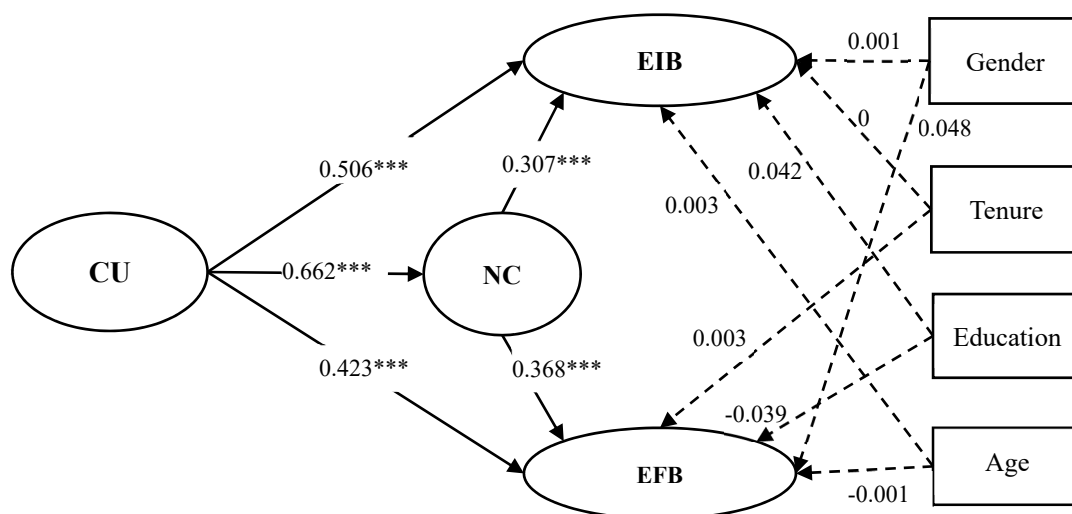 EIB
0.001
Gender
0.048
0
0.506***
0.307***
0.042
0.003
Tenure
CU
0.662***
NC
0.003
Education
0.423***
0.368***
-0.039
EFB
-0.001
Age